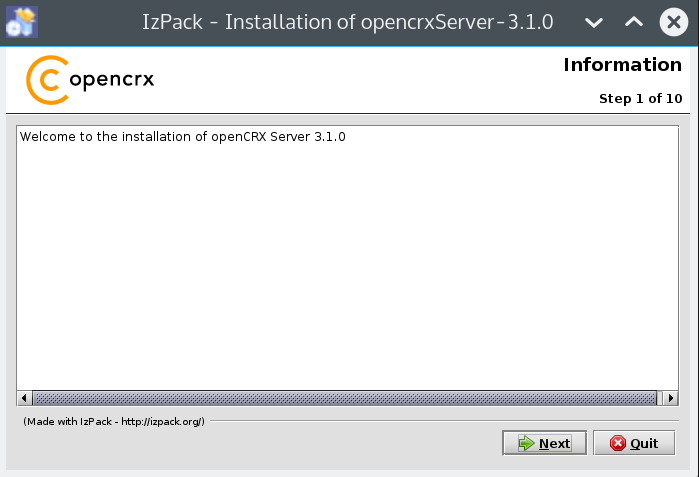 IzPack - Installation of opencrxServer-3.1.0
opencrx
Information
Step 1 of 10
Welcome to the installation of openCRX Server 3.1.0
(Made with IzPack - http://izpack.org/)
Next
Quit